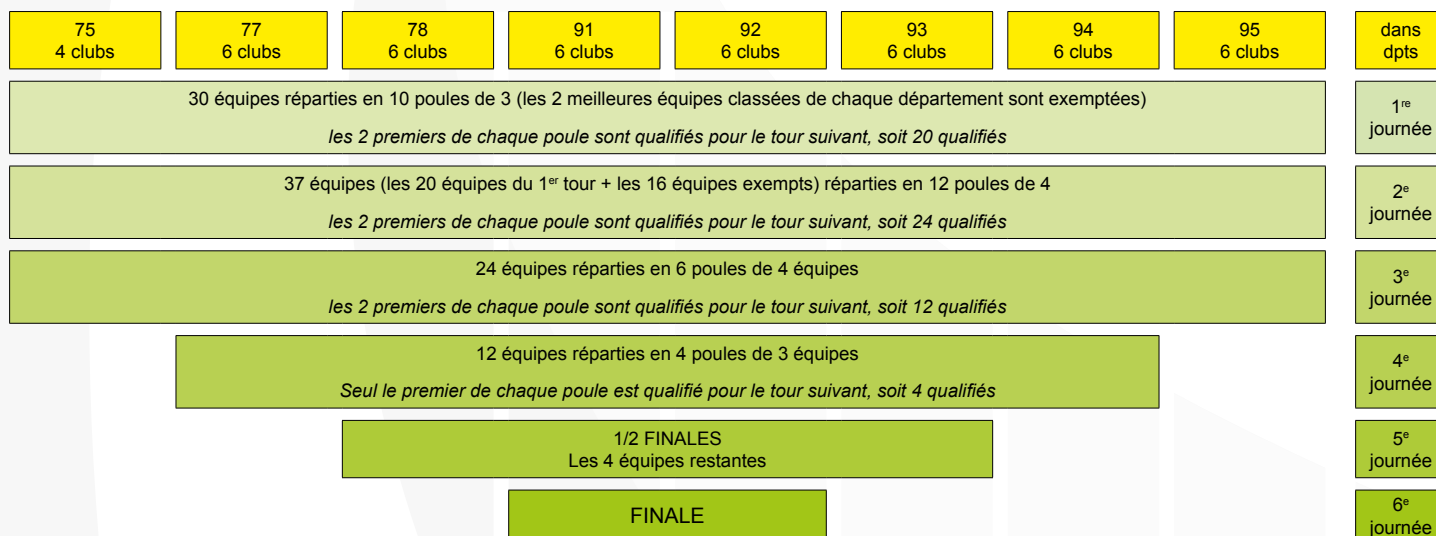 75
4 clubs
77
6 clubs
78
6 clubs
91
6 clubs
92
6 clubs
93
6 clubs
94
6 clubs
95
6 clubs
dans
dpts
30 équipes réparties en 10 poules de 3 (les 2 meilleures équipes classées de chaque département sont exemptées)
les 2 premiers de chaque poule sont qualifiés pour le tour suivant, soit 20 qualifiés
1re
journée
37 équipes (les 20 équipes du 1er tour + les 16 équipes exempts) réparties en 12 poules de 4
les 2 premiers de chaque poule sont qualifiés pour le tour suivant, soit 24 qualifiés
2e
journée
24 équipes réparties en 6 poules de 4 équipes
les 2 premiers de chaque poule sont qualifiés pour le tour suivant, soit 12 qualifiés
3e
journée
12 équipes réparties en 4 poules de 3 équipes
Seul le premier de chaque poule est qualifié pour le tour suivant, soit 4 qualifiés
4e
journée
1/2 FINALES
Les 4 équipes restantes
5e
journée
FINALE
6e
journée